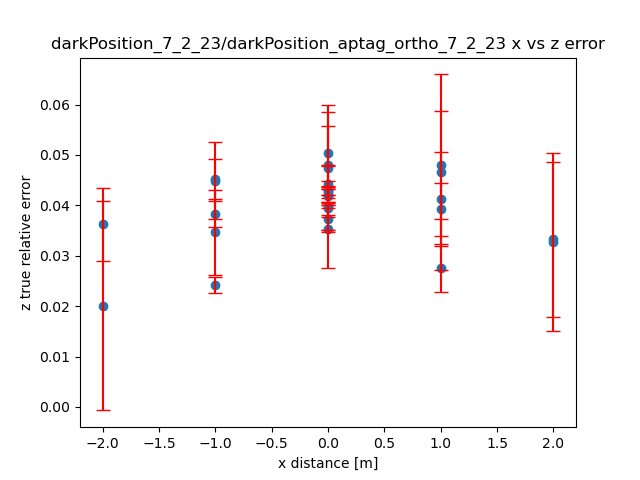 darkPosition_7_2_23/darkPosition_aptag_ortho_7_2_23 x vs z error
0.06
0.05
0.04
0.03
0.02
0.01
0.00
z true relative error
−2.0 −1.5 −1.0 −0.5 0.0 0.5 1.0 1.5 2.0
x distance [m]